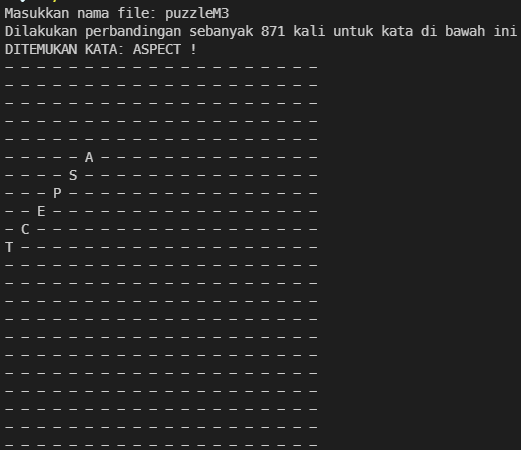 Masukkan nama file: puzzleM3
Dilakukan perbandingan sebanyak 871 kali untuk kata di bawah ini
DITEMUKAN KATA: ASPECT !
- - - - - - - - - - - - - - - - - - - -
- - - - - - - - - - - - - - - - - - - -
- - - - - - - - - - - - - - - - - - - -
- - - - - - - - - - - - - - - - - - - -
- - - - - - - - - - - - - - - - - - - -
- - - - - A - - - - - - - - - - - - - -
- - - - S - - - - - - - - - - - - - - -
- - - P - - - - - - - - - - - - - - - -
- - E - - - - - - - - - - - - - - - - -
- C - - - - - - - - - - - - - - - - - -
T - - - - - - - - - - - - - - - - - - -
- - - - - - - - - - - - - - - - - - - -
- - - - - - - - - - - - - - - - - - - -
- - - - - - - - - - - - - - - - - - - -
- - - - - - - - - - - - - - - - - - - -
- - - - - - - - - - - - - - - - - - - -
- - - - - - - - - - - - - - - - - - - -
- - - - - - - - - - - - - - - - - - - -
- - - - - - - - - - - - - - - - - - - -
- - - - - - - - - - - - - - - - - - - -
- - - - - - - - - - - - - - - - - - - -
- - - - - - - - - - - - - - - - - - - -